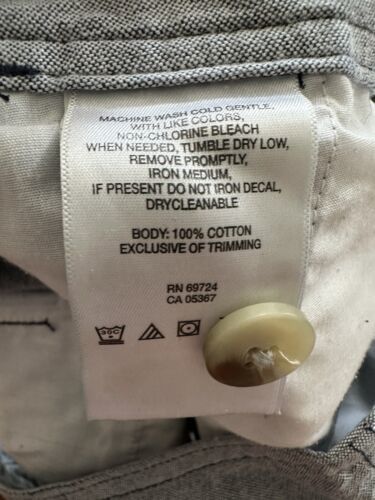 MACHINE WASH COLD GENTLE,
WITH LIKE COLORS,
NON-CHLORINE BLEACH
WHEN NEEDED, TUMBLE DRY LOW,
REMOVE PROMPTLY,
IRON MEDIUM,
IF PRESENT DO NOT IRON DECAL,
DRYCLEANABLE
BODY: 100% COTTON
EXCLUSIVE OF TRIMMING
RN 69724
CA 05367
30C